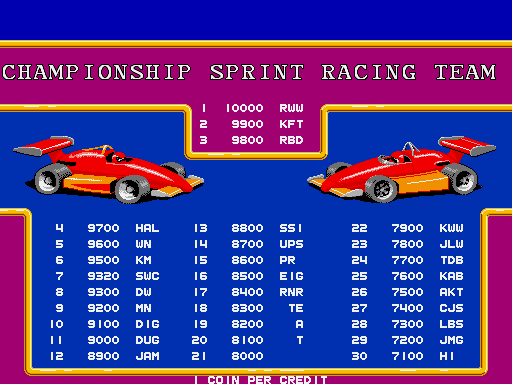 CHAMPIONSHIP SPRINT RACING TEAM
1 10000 RWW
2 9900 KFT
3 9800 RBD
4 9700 HAL 13 8800 SSI 22 7900 KWW
5 9600 WN 14 8700 UPS 23 7800 JLW
6 9500 KM 15 8600 PR 24 7700 TDB
7 9320 SWC 16 8500 EIG 25 7600 KAB
8 9300 DW 17 8400 RNR 26 7500 AKT
9 9200 MN 18 8300 TE 27 7400 CJS
10 9100 DIG 19 8200 A 28 7300 LBS
11 9000 DUG 20 8100 T 29 7200 JMG
12 8900 JAM 21 8000 30 7100 HI
1 COIN PER CREDIT